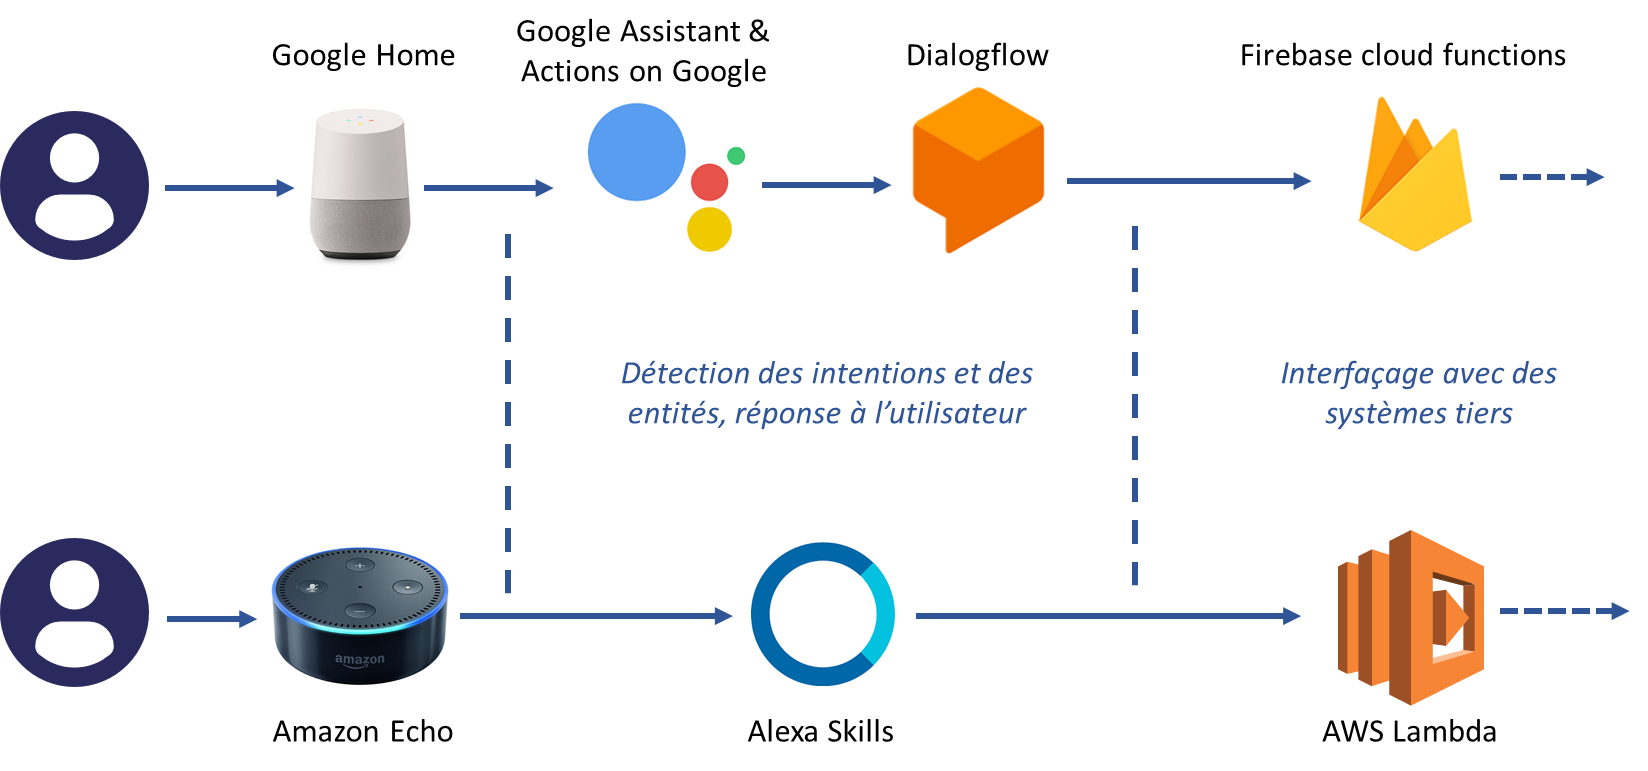 Google Home
Google Assistant &
Actions on Google
Dialogflow
Firebase cloud functions
Détection des intentions et des
entités, réponse à l’utilisateur
Interfaçage avec des
systèmes tiers
amazon
Amazon Echo
Alexa Skills
AWS Lambda